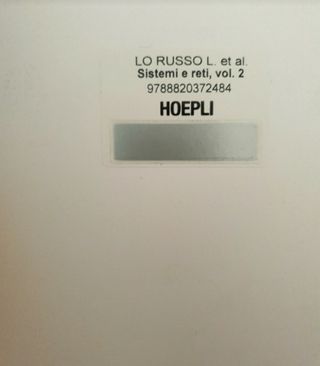 LO RUSSO L. et al.
Sistemi e reti, vol. 2
9788820372484
HOEPLI